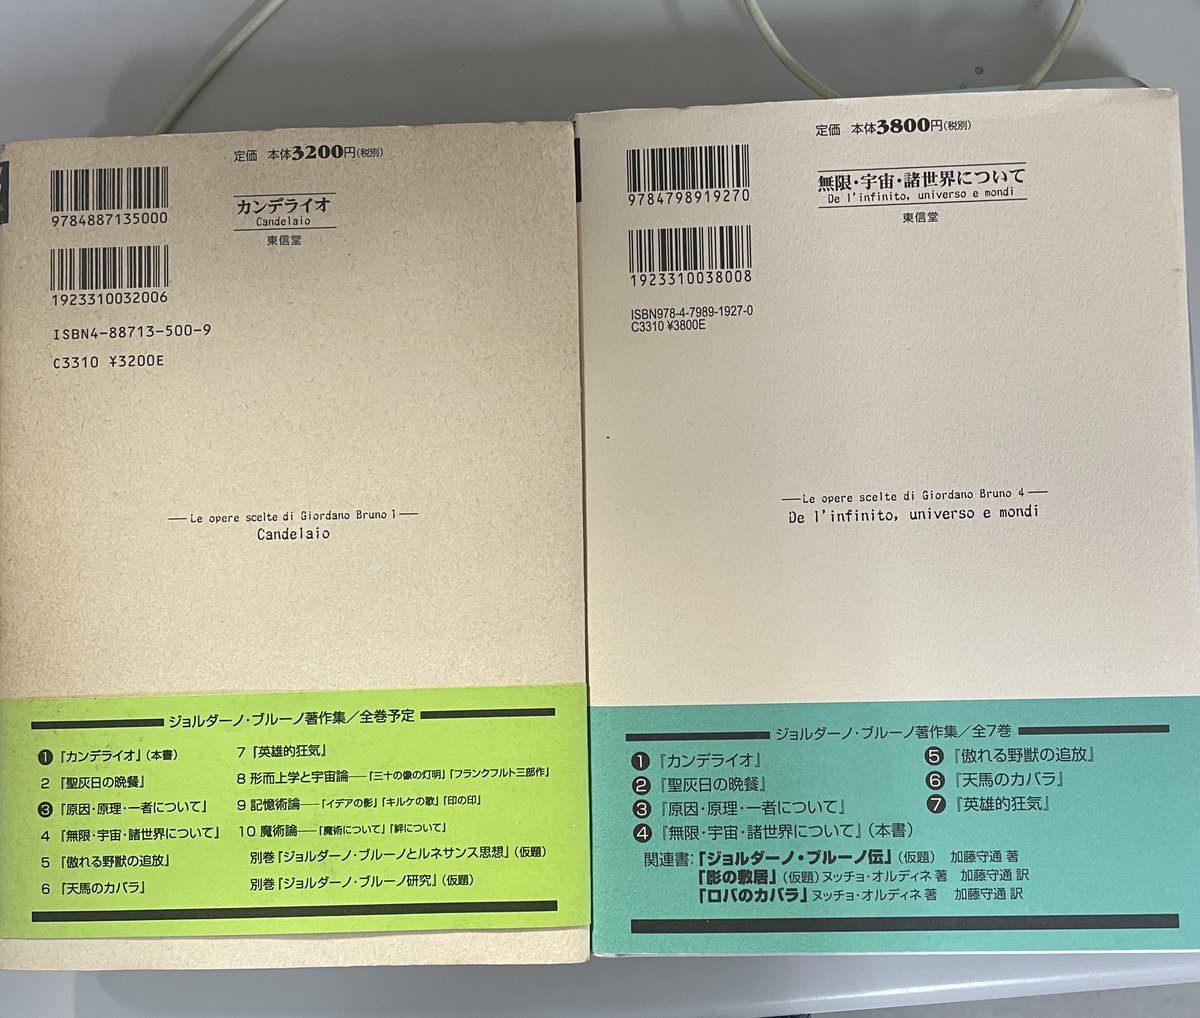 定価 本体3200円(税別)
9784887135000
カンデライオ
Candelaio
東信堂
1923310032006
ISBN4-88713-500-9
C3310 ¥3200E
Le opere scelte di Giordano Bruno 1
Candelaio
ジョルダーノ・ブルーノ著作集／全巻予定
❶『カンデライオ』（本書）
2『聖灰日の晩餐』
❸『原因・原理・一者について』
4『無限・宇宙・諸世界について』
5『傲れる野獣の追放』
6『天馬のカバラ』
7『英雄的狂気』
8 形而上学と宇宙論――「三十の像の灯明」「フランクフルト三部作」
9 記憶術論――「イデアの影」「キルケの歌」「印の印」
10 魔術論――「魔術について」「絆について」
別巻『ジョルダーノ・ブルーノとルネサンス思想』（仮題）
別巻『ジョルダーノ・ブルーノ研究』（仮題）
定価 本体3800円(税別)
9784798919270
無限・宇宙・諸世界について
De l'infinito, universo e mondi
東信堂
1923310038008
ISBN978-4-7989-1927-0
C3310 ¥3800E
Le opere scelte di Giordano Bruno 4
De l'infinito, universo e mondi
ジョルダーノ・ブルーノ著作集／全7巻
❶『カンデライオ』
❷『聖灰日の晩餐』
❸『原因・原理・一者について』
❹『無限・宇宙・諸世界について』（本書）
❺『傲れる野獣の追放』
❻『天馬のカバラ』
❼『英雄的狂気』
関連書：『ジョルダーノ・ブルーノ伝』（仮題） 加藤守通 著
『影の敷居』（仮題）ヌッチョ・オルディネ 著 加藤守通 訳
『ロバのカバラ』ヌッチョ・オルディネ 著 加藤守通 訳